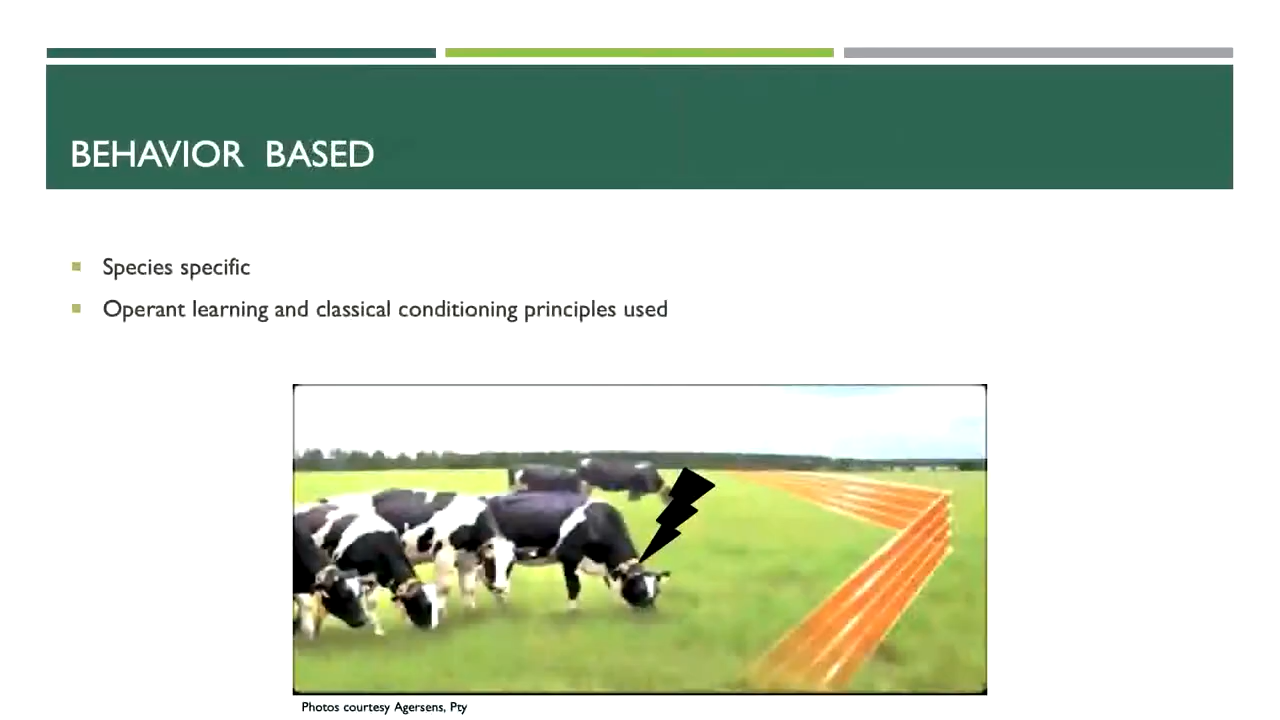 BEHAVIOR BASED
Species specific
Operant learning and classical conditioning principles used
Photos courtesy Agersens, Pty